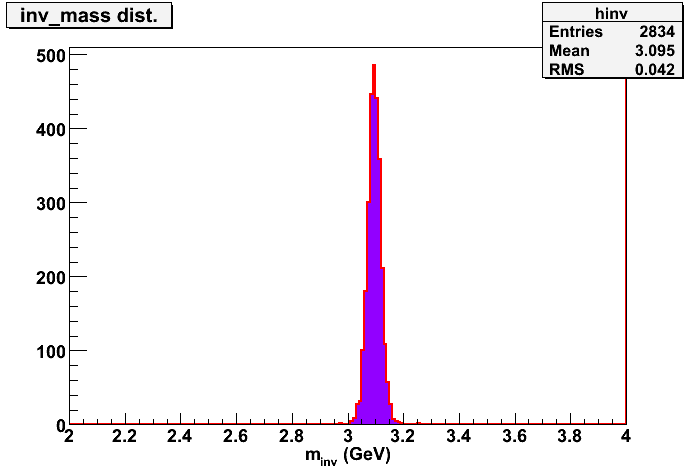 inv_mass dist.
hinv
Entries 2834
Mean 3.095
RMS 0.042
500
400
300
200
100
0
2 2.2 2.4 2.6 2.8 3 3.2 3.4 3.6 3.8 4
m_inv (GeV)